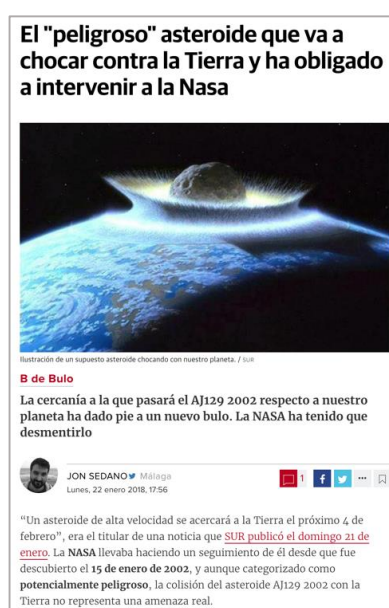 El "peligroso" asteroide que va a
chocar contra la Tierra y ha obligado
a intervenir a la Nasa
Ilustración de un supuesto asteroide chocando con nuestro planeta. / SUR
B de Bulo
La cercanía a la que pasará el AJ129 2002 respecto a nuestro
planeta ha dado pie a un nuevo bulo. La NASA ha tenido que
desmentirlo
JON SEDANO Málaga
Lunes, 22 enero 2018, 17:56
1
"Un asteroide de alta velocidad se acercará a la Tierra el próximo 4 de
febrero", era el titular de una noticia que SUR publicó el domingo 21 de
enero. La NASA llevaba haciendo un seguimiento de él desde que fue
descubierto el 15 de enero de 2002, y aunque categorizado como
potencialmente peligroso, la colisión del asteroide AJ129 2002 con la
Tierra no representa una amenaza real.